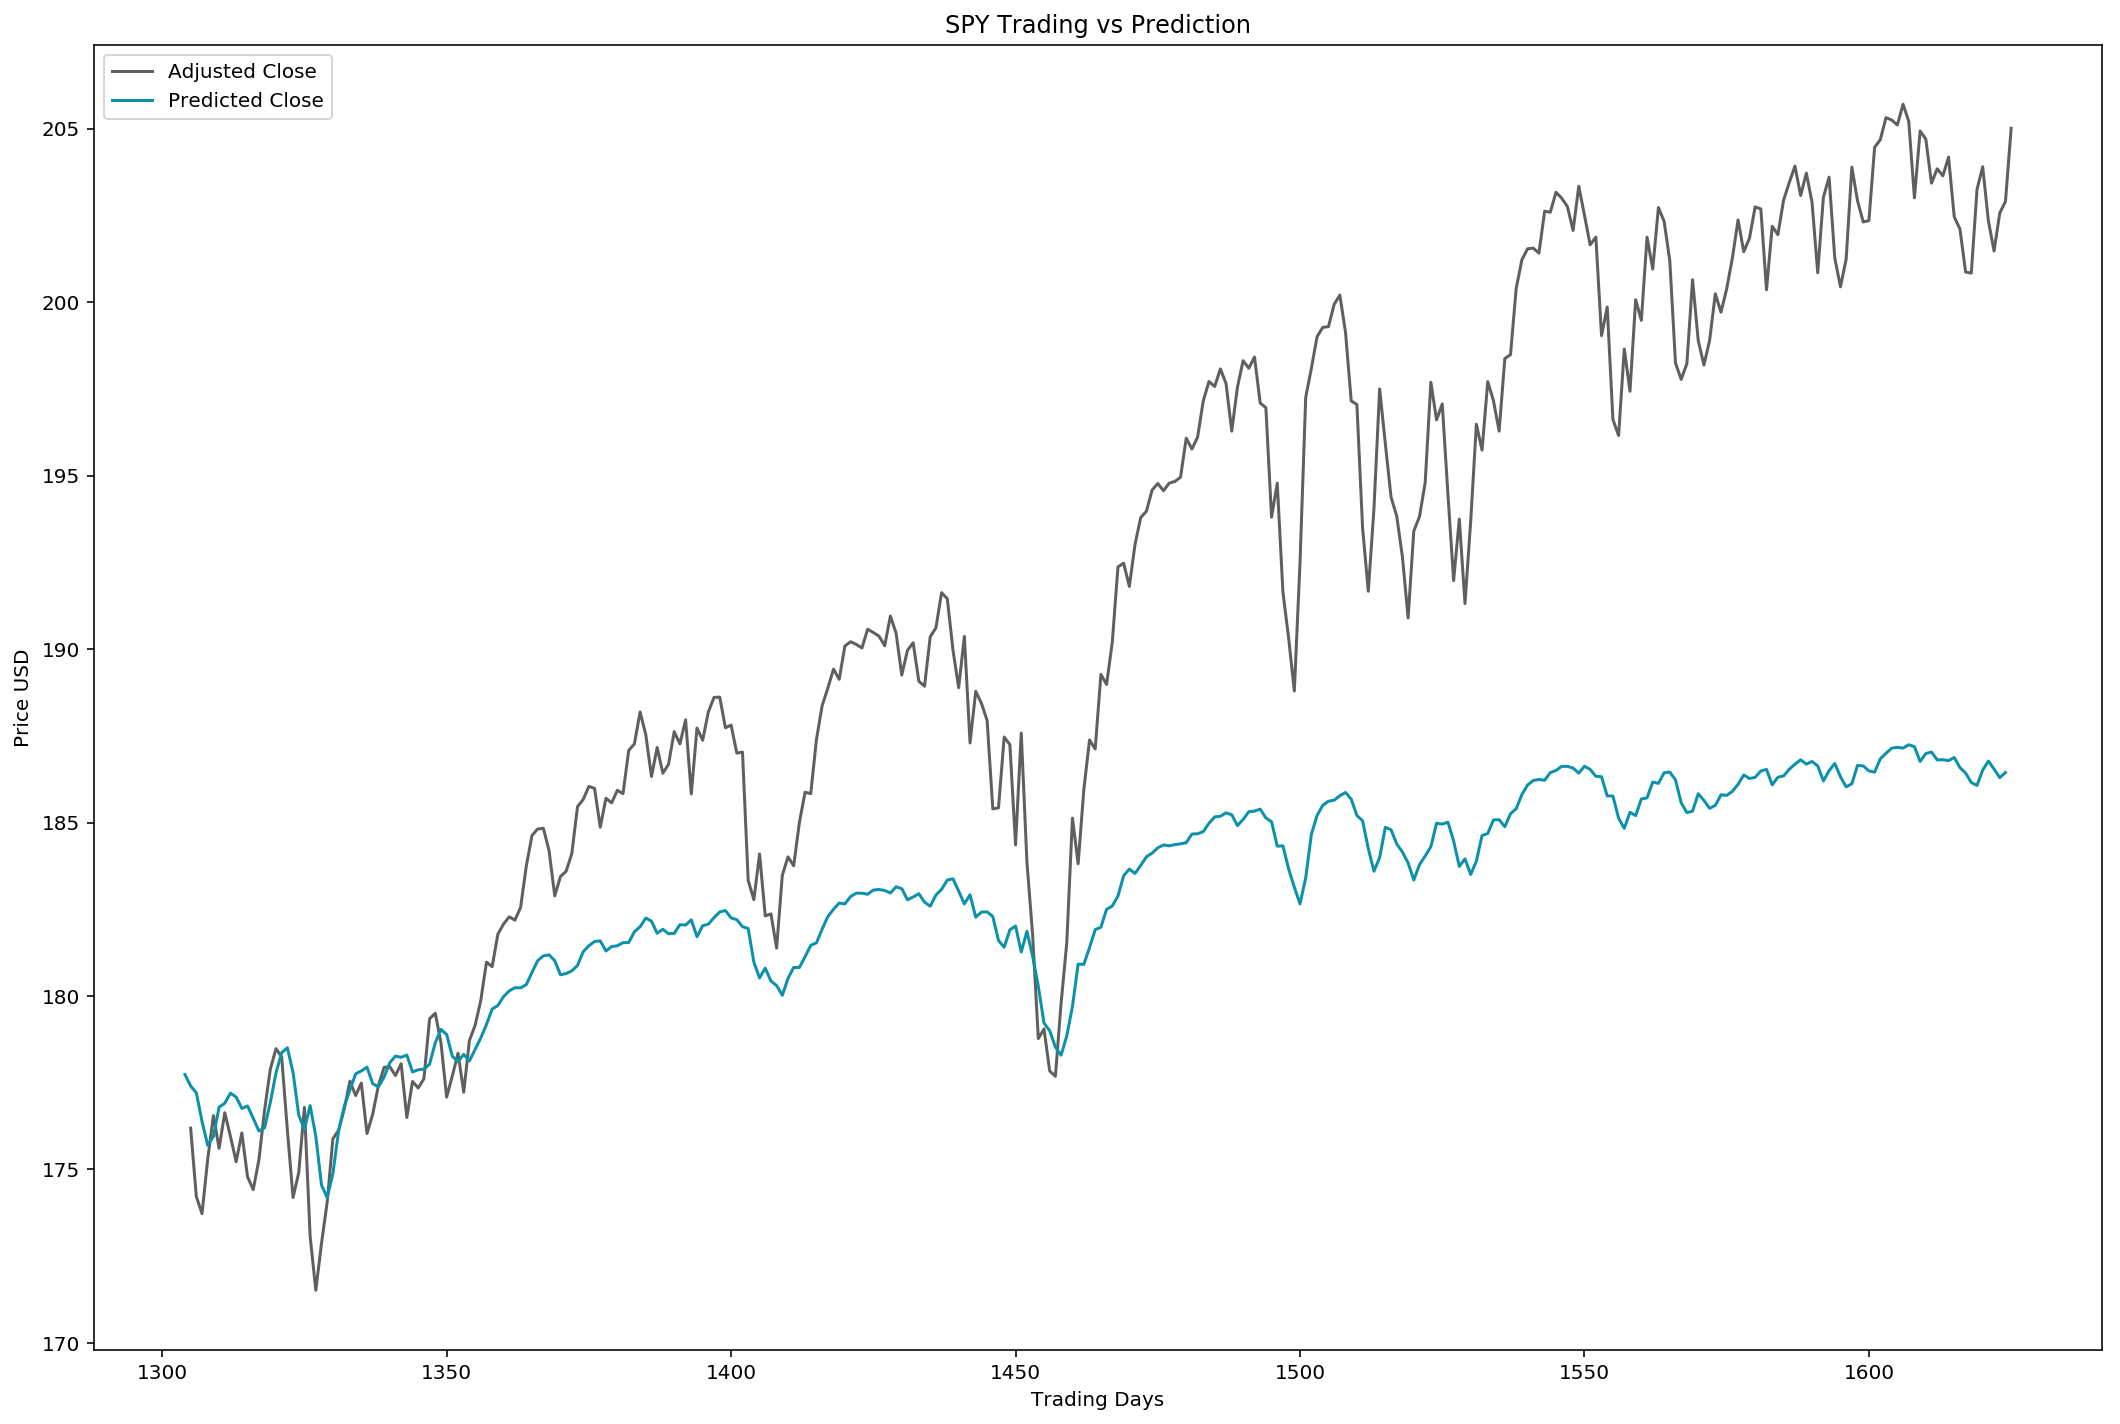 SPY Trading vs Prediction
Adjusted Close
Predicted Close
205
200
195
190
185
180
175
170
Price USD
1300 1350 1400 1450 1500 1550 1600
Trading Days